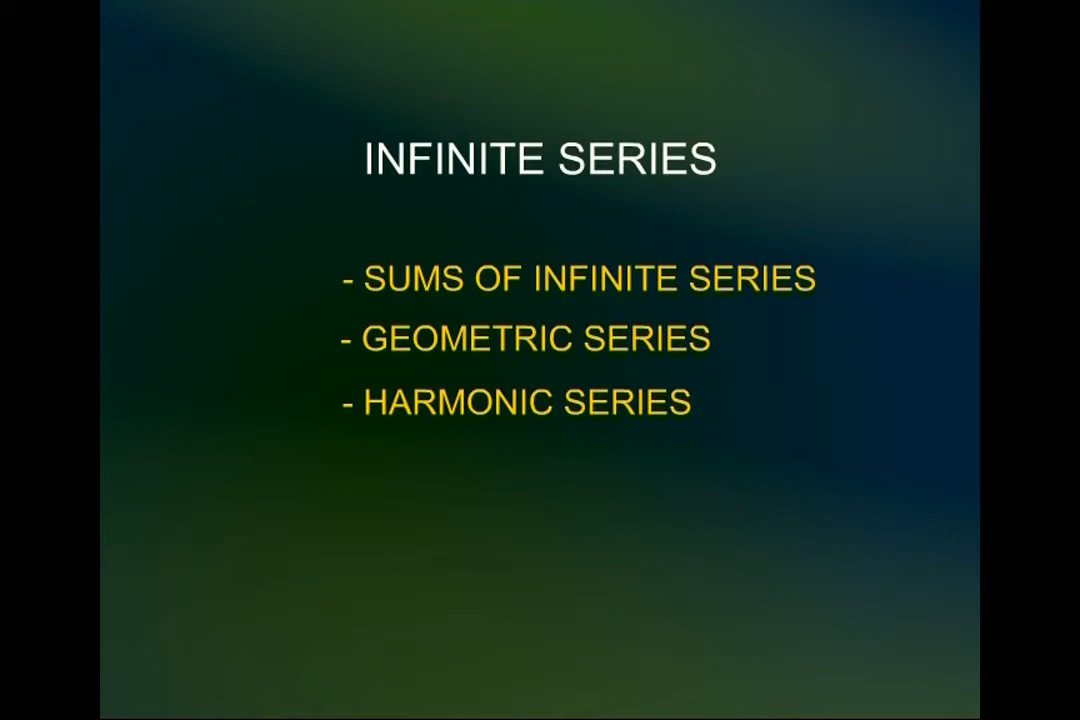 INFINITE SERIES
- SUMS OF INFINITE SERIES
- GEOMETRIC SERIES
- HARMONIC SERIES